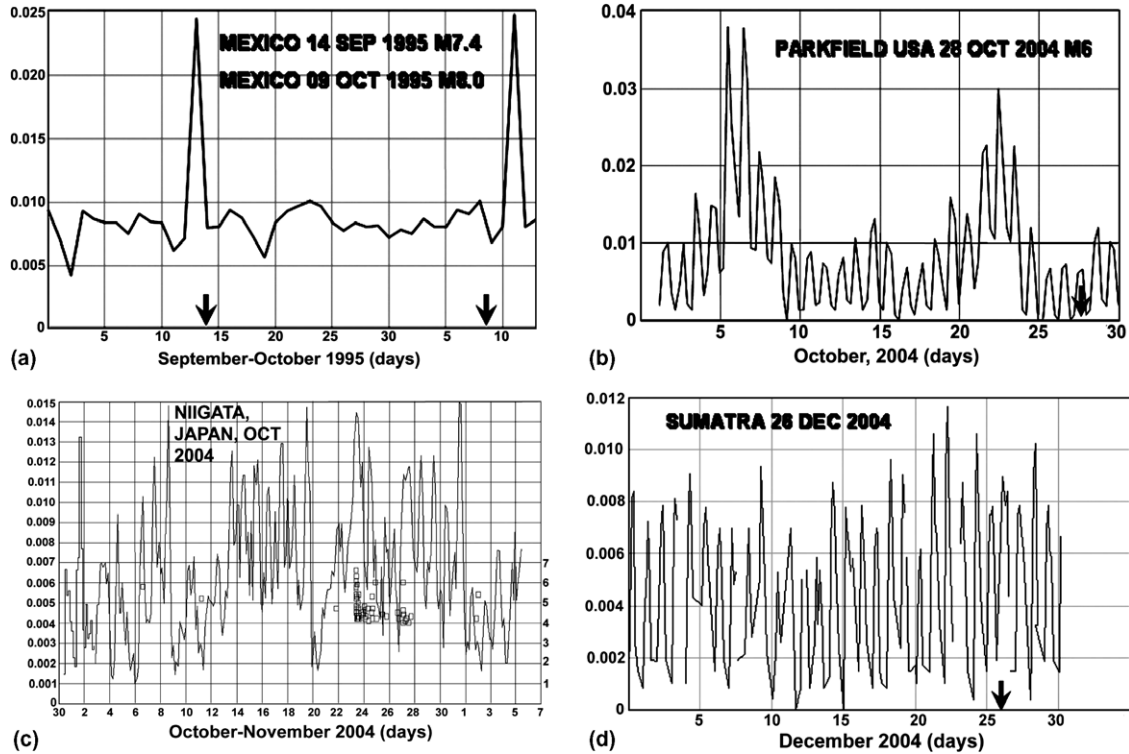 0.025
0.020
0.015
0.010
0.005
0
MEXICO 14 SEP 1995 M7.4
MEXICO 09 OCT 1995 M8.0
5 10 15 20 25 30 5 10
(a)
September-October 1995 (days)
0.04
0.03
0.02
0.01
0
PARKFIELD USA 28 OCT 2004 M6
5 10 15 20 25 30
(b)
October, 2004 (days)
0.015
0.014
0.013
0.012
0.011
0.010
0.009
0.008
0.007
0.006
0.005
0.004
0.003
0.002
0.001
0.000
NIIGATA,
JAPAN, OCT
2004
7
6
5
4
3
2
1
30 2 4 6 8 10 12 14 16 18 20 22 24 26 28 30 1 3 5 7
(c)
October-November 2004 (days)
0.012
0.010
0.008
0.006
0.004
0.002
0
SUMATRA 26 DEC 2004
5 10 15 20 25 30
(d)
December 2004 (days)